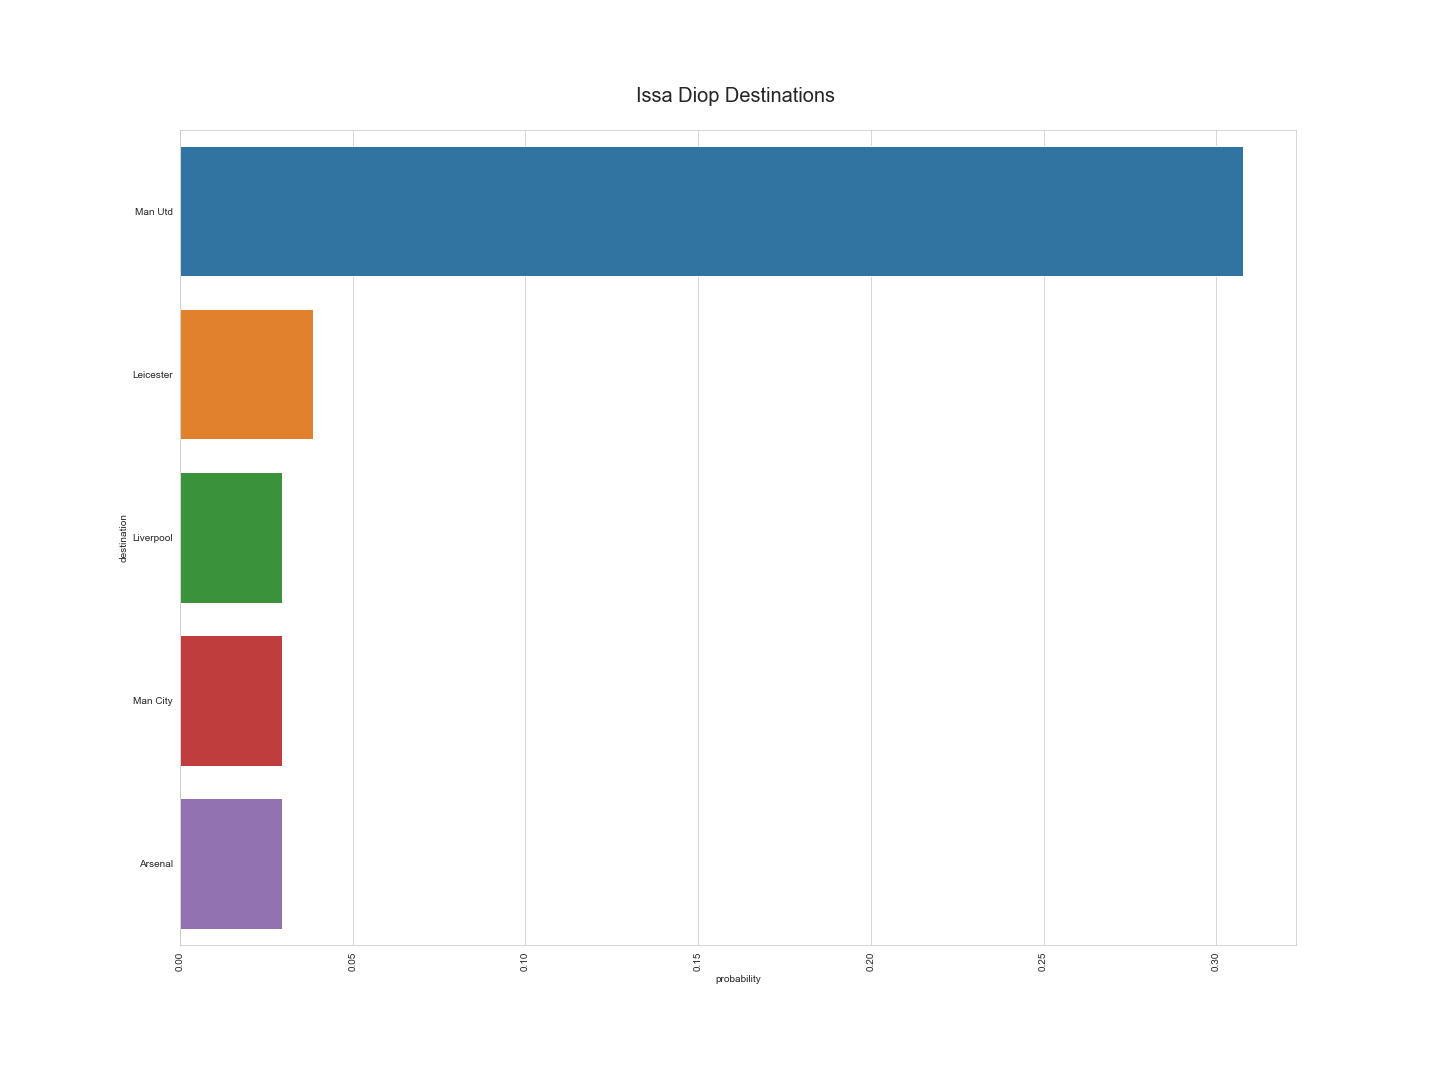 Issa Diop Destinations
Man Utd
Leicester
Liverpool
Man City
Arsenal
destination
0.00
0.05
0.10
0.15
0.20
0.25
0.30
probability